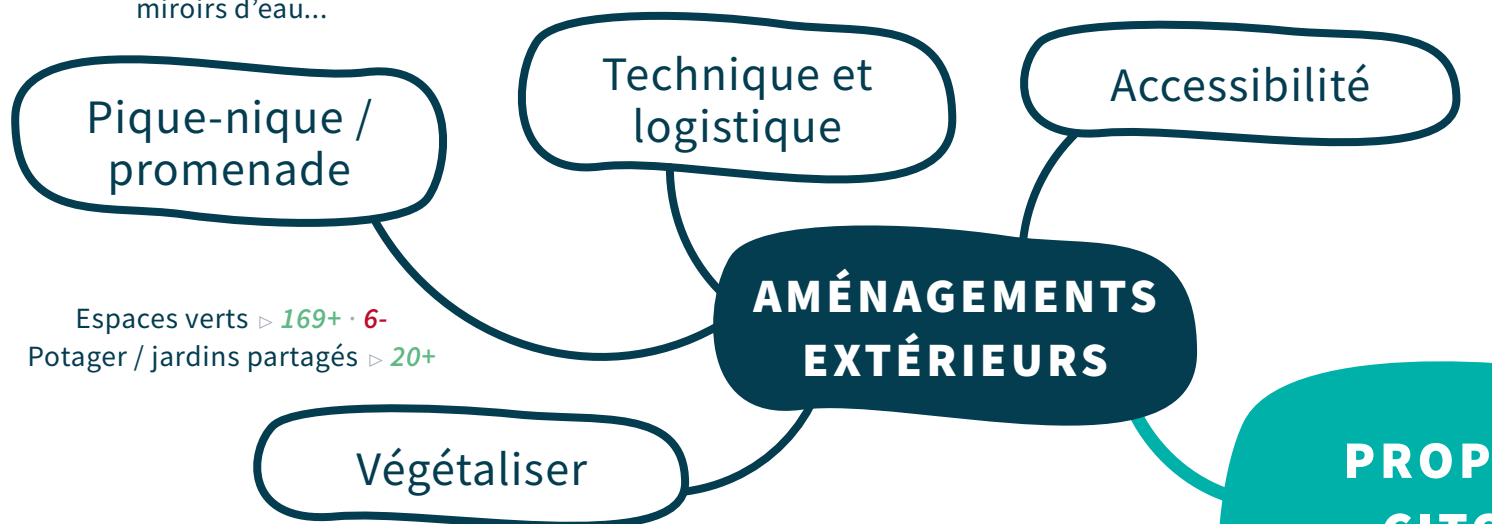 miroirs d’eau...
Pique-nique /
promenade
Technique et
logistique
Accessibilité
AMÉNAGEMENTS
EXTÉRIEURS
Espaces verts ▷ 169+ · 6-
Potager / jardins partagés ▷ 20+
Végétaliser
PROP